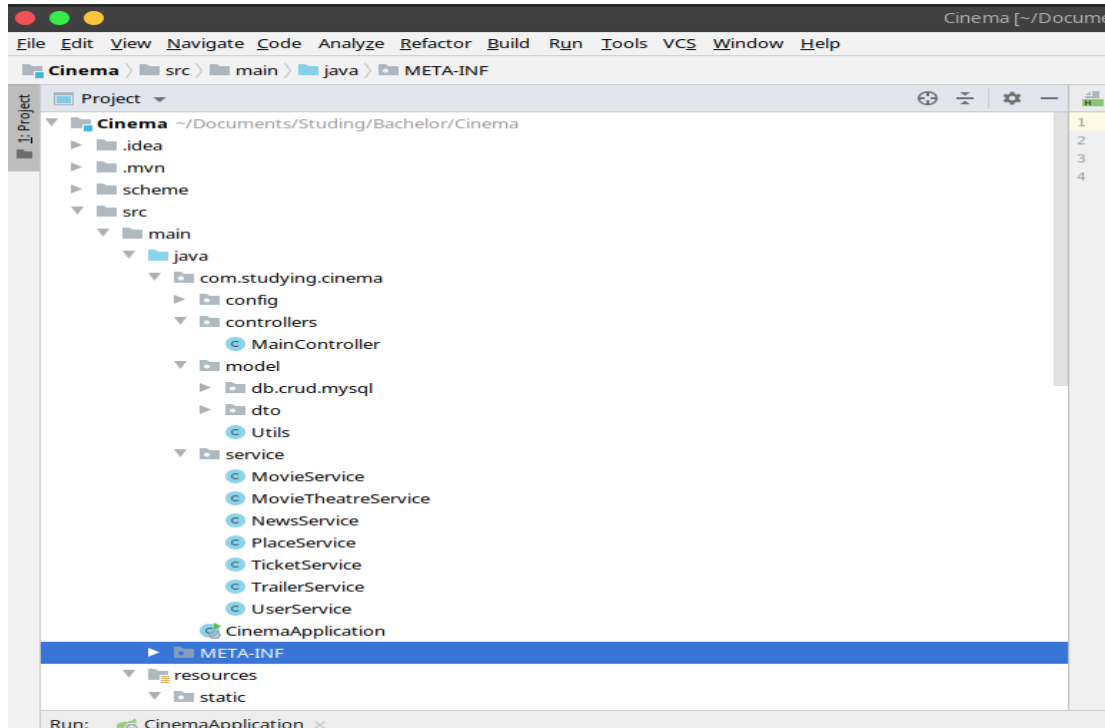 Cinema [~/Docume
File Edit View Navigate Code Analyze Refactor Build Run Tools VCS Window Help
Cinema src main java META-INF
1: Project
Project
Cinema ~/Documents/Studing/Bachelor/Cinema
.idea
.mvn
scheme
src
main
java
com.studying.cinema
config
controllers
MainController
model
db.crud.mysql
dto
Utils
service
MovieService
MovieTheatreService
NewsService
PlaceService
TicketService
TrailerService
UserService
CinemaApplication
META-INF
resources
static
H
1
2
3
4
Run: CinemaApplication